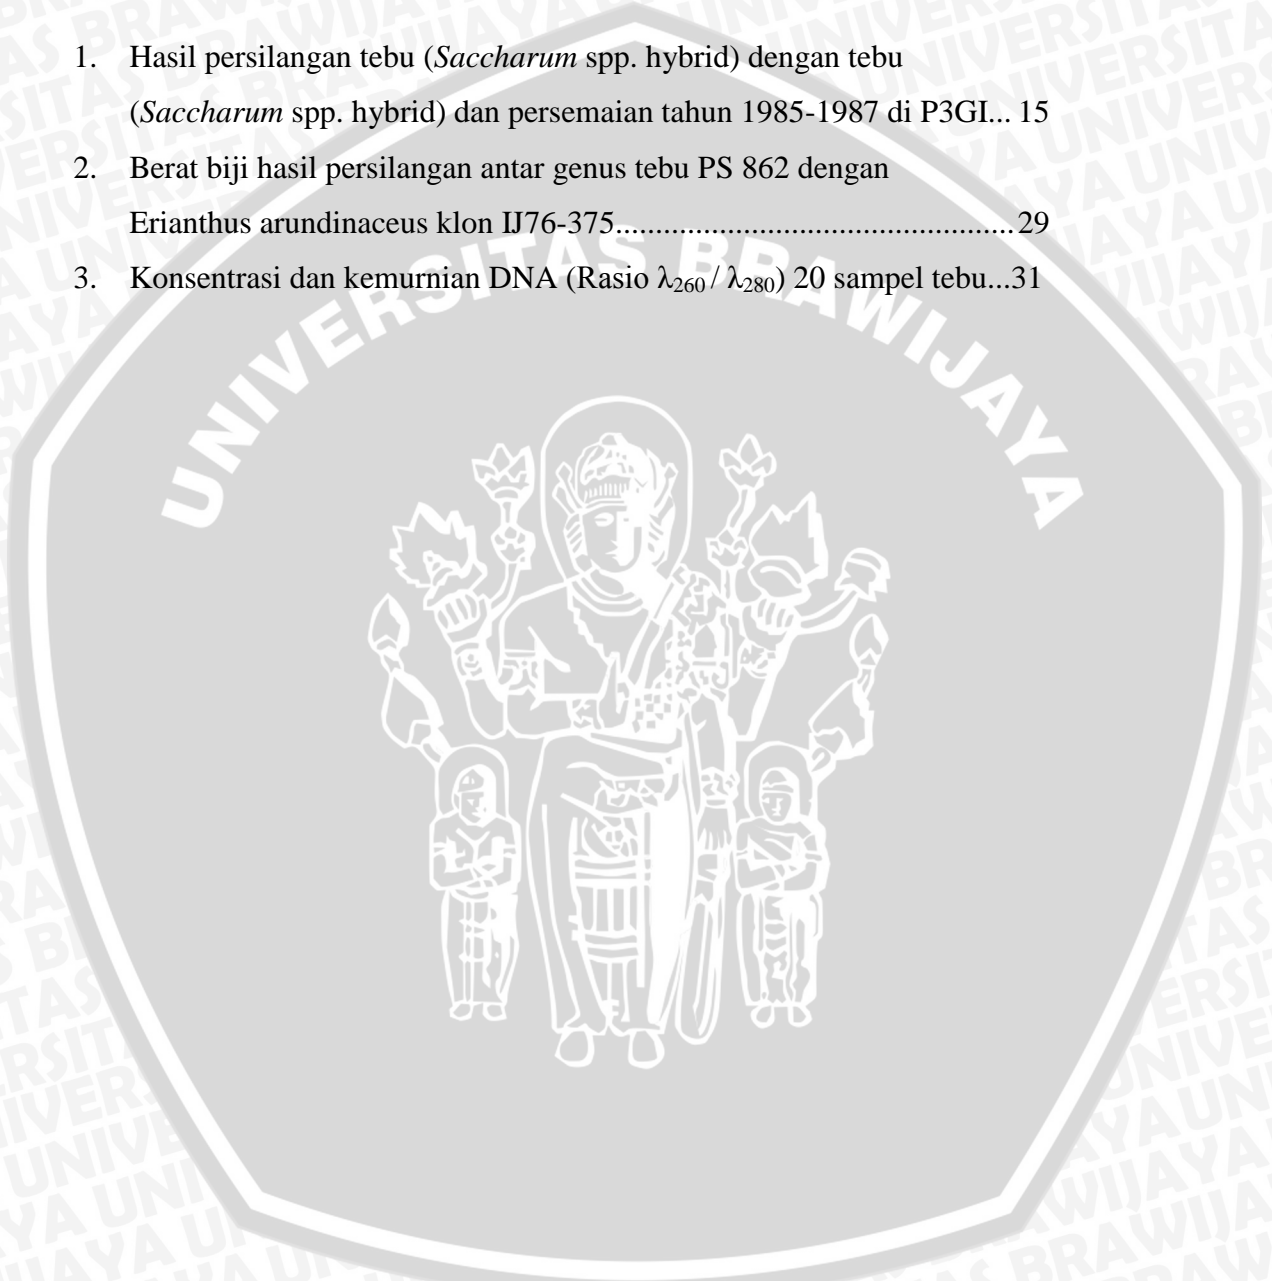 1. Hasil persilangan tebu (Saccharum spp. hybrid) dengan tebu
(Saccharum spp. hybrid) dan persemaian tahun 1985-1987 di P3GI... 15
2. Berat biji hasil persilangan antar genus tebu PS 862 dengan
Erianthus arundinaceus klon IJ76-375.................................................. 29
3. Konsentrasi dan kemurnian DNA (Rasio λ260 / λ280) 20 sampel tebu...31
UNIVERSITAS BRAWIJAYA